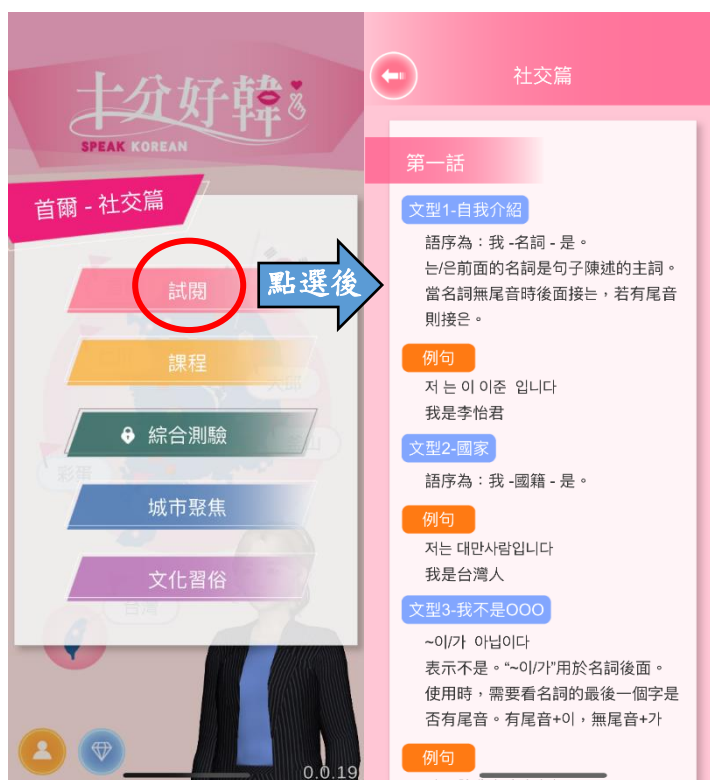 十分好韓
SPEAK KOREAN
首爾 - 社交篇
試閱
課程
大邱
綜合測驗
釜山
彩蛋
城市聚焦
文化習俗
台灣
0.0.19
點選後
社交篇
第一話
文型1-自我介紹
語序為：我 -名詞 - 是。
는/은前面的名詞是句子陳述的主詞。
當名詞無尾音時後面接는，若有尾音
則接은。
例句
저 는 이 이준 입니다
我是李怡君
文型2-國家
語序為：我 -國籍 - 是。
例句
저는 대만사람입니다
我是台灣人
文型3-我不是OOO
~이/가 아닙이다
表示不是。“~이/가”用於名詞後面。
使用時，需要看名詞的最後一個字是
否有尾音。有尾音+이，無尾音+가
例句